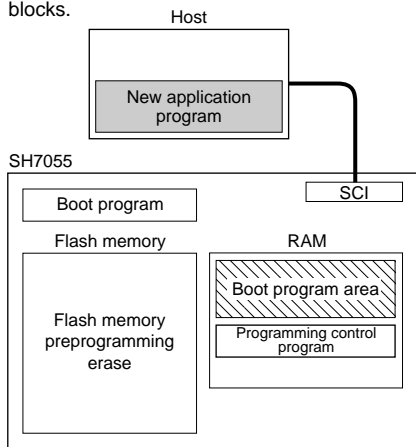 blocks.
Host
New application
program
SH7055
SCI
Boot program
Flash memory
RAM
Boot program area
Flash memory
preprogramming
erase
Programming control
program